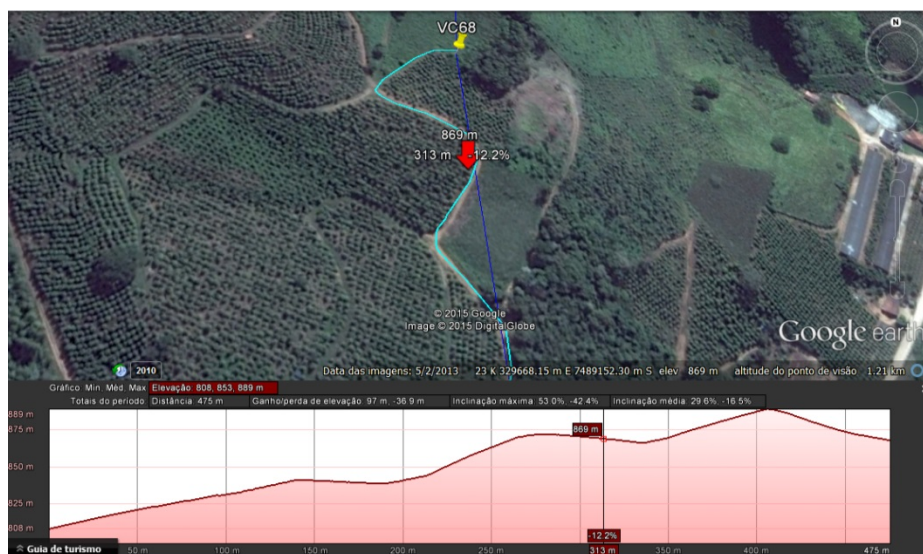 N
VC68
869 m
313 m -12.2%
© 2015 Google
Image © 2015 DigitalGlobe
Google earth
2010
Data das imagens: 5/2/2013 23 K 329668.15 m E 7489152.30 m S elev 869 m altitude do ponto de visão 1.21 km
Gráfico Mín. Méd. Max Elevação: 808, 853, 889 m
Totais do período Distância: 475 m Ganho/perda de elevação: 97 m, -36.9 m Inclinação máxima 53.0%, -42.4% Inclinação média: 29.6%, -16.5%
889 m
875 m
869 m
850 m
825 m
808 m
-12.2%
Guia de turismo 50 m 100 m 150 m 200 m 250 m 313 m 350 m 400 m 475 m